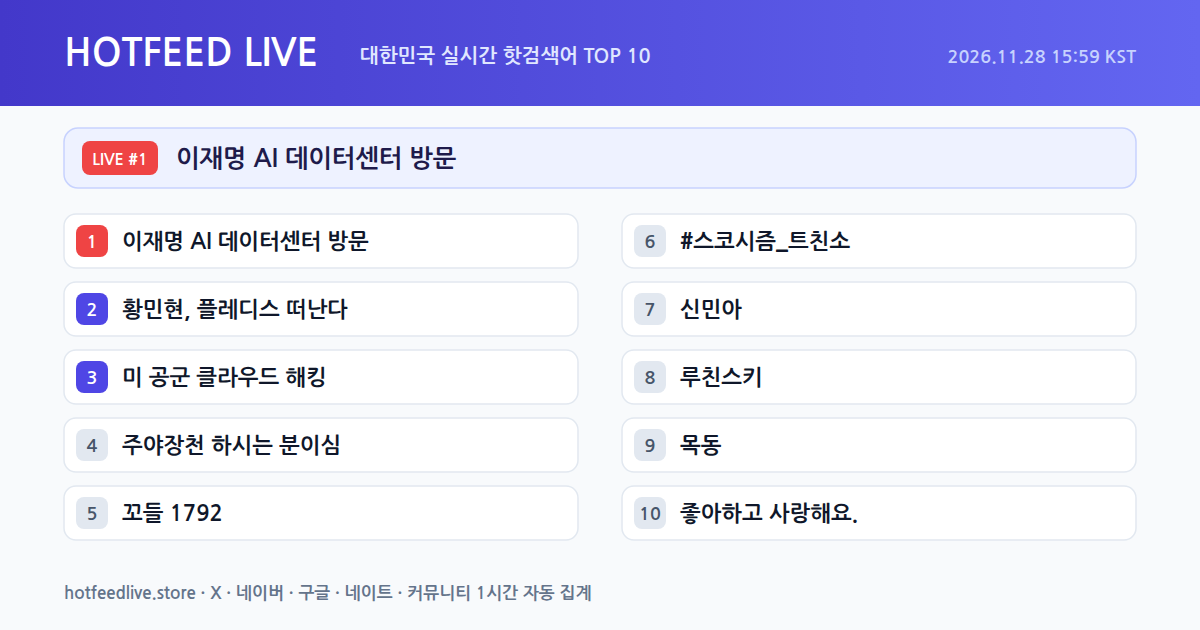 HOTFEED LIVE 대한민국 실시간 핫검색어 TOP 10 2026.11.28 15:59 KST
LIVE #1 이재명 AI 데이터센터 방문
1 이재명 AI 데이터센터 방문
2 황민현, 플레디스 떠난다
3 미 공군 클라우드 해킹
4 주야장천 하시는 분이심
5 꼬들 1792
6 #스코시즘_트친소
7 신민아
8 루친스키
9 목동
10 좋아하고 사랑해요.
hotfeedlive.store · X · 네이버 · 구글 · 네이트 · 커뮤니티 1시간 자동 집계